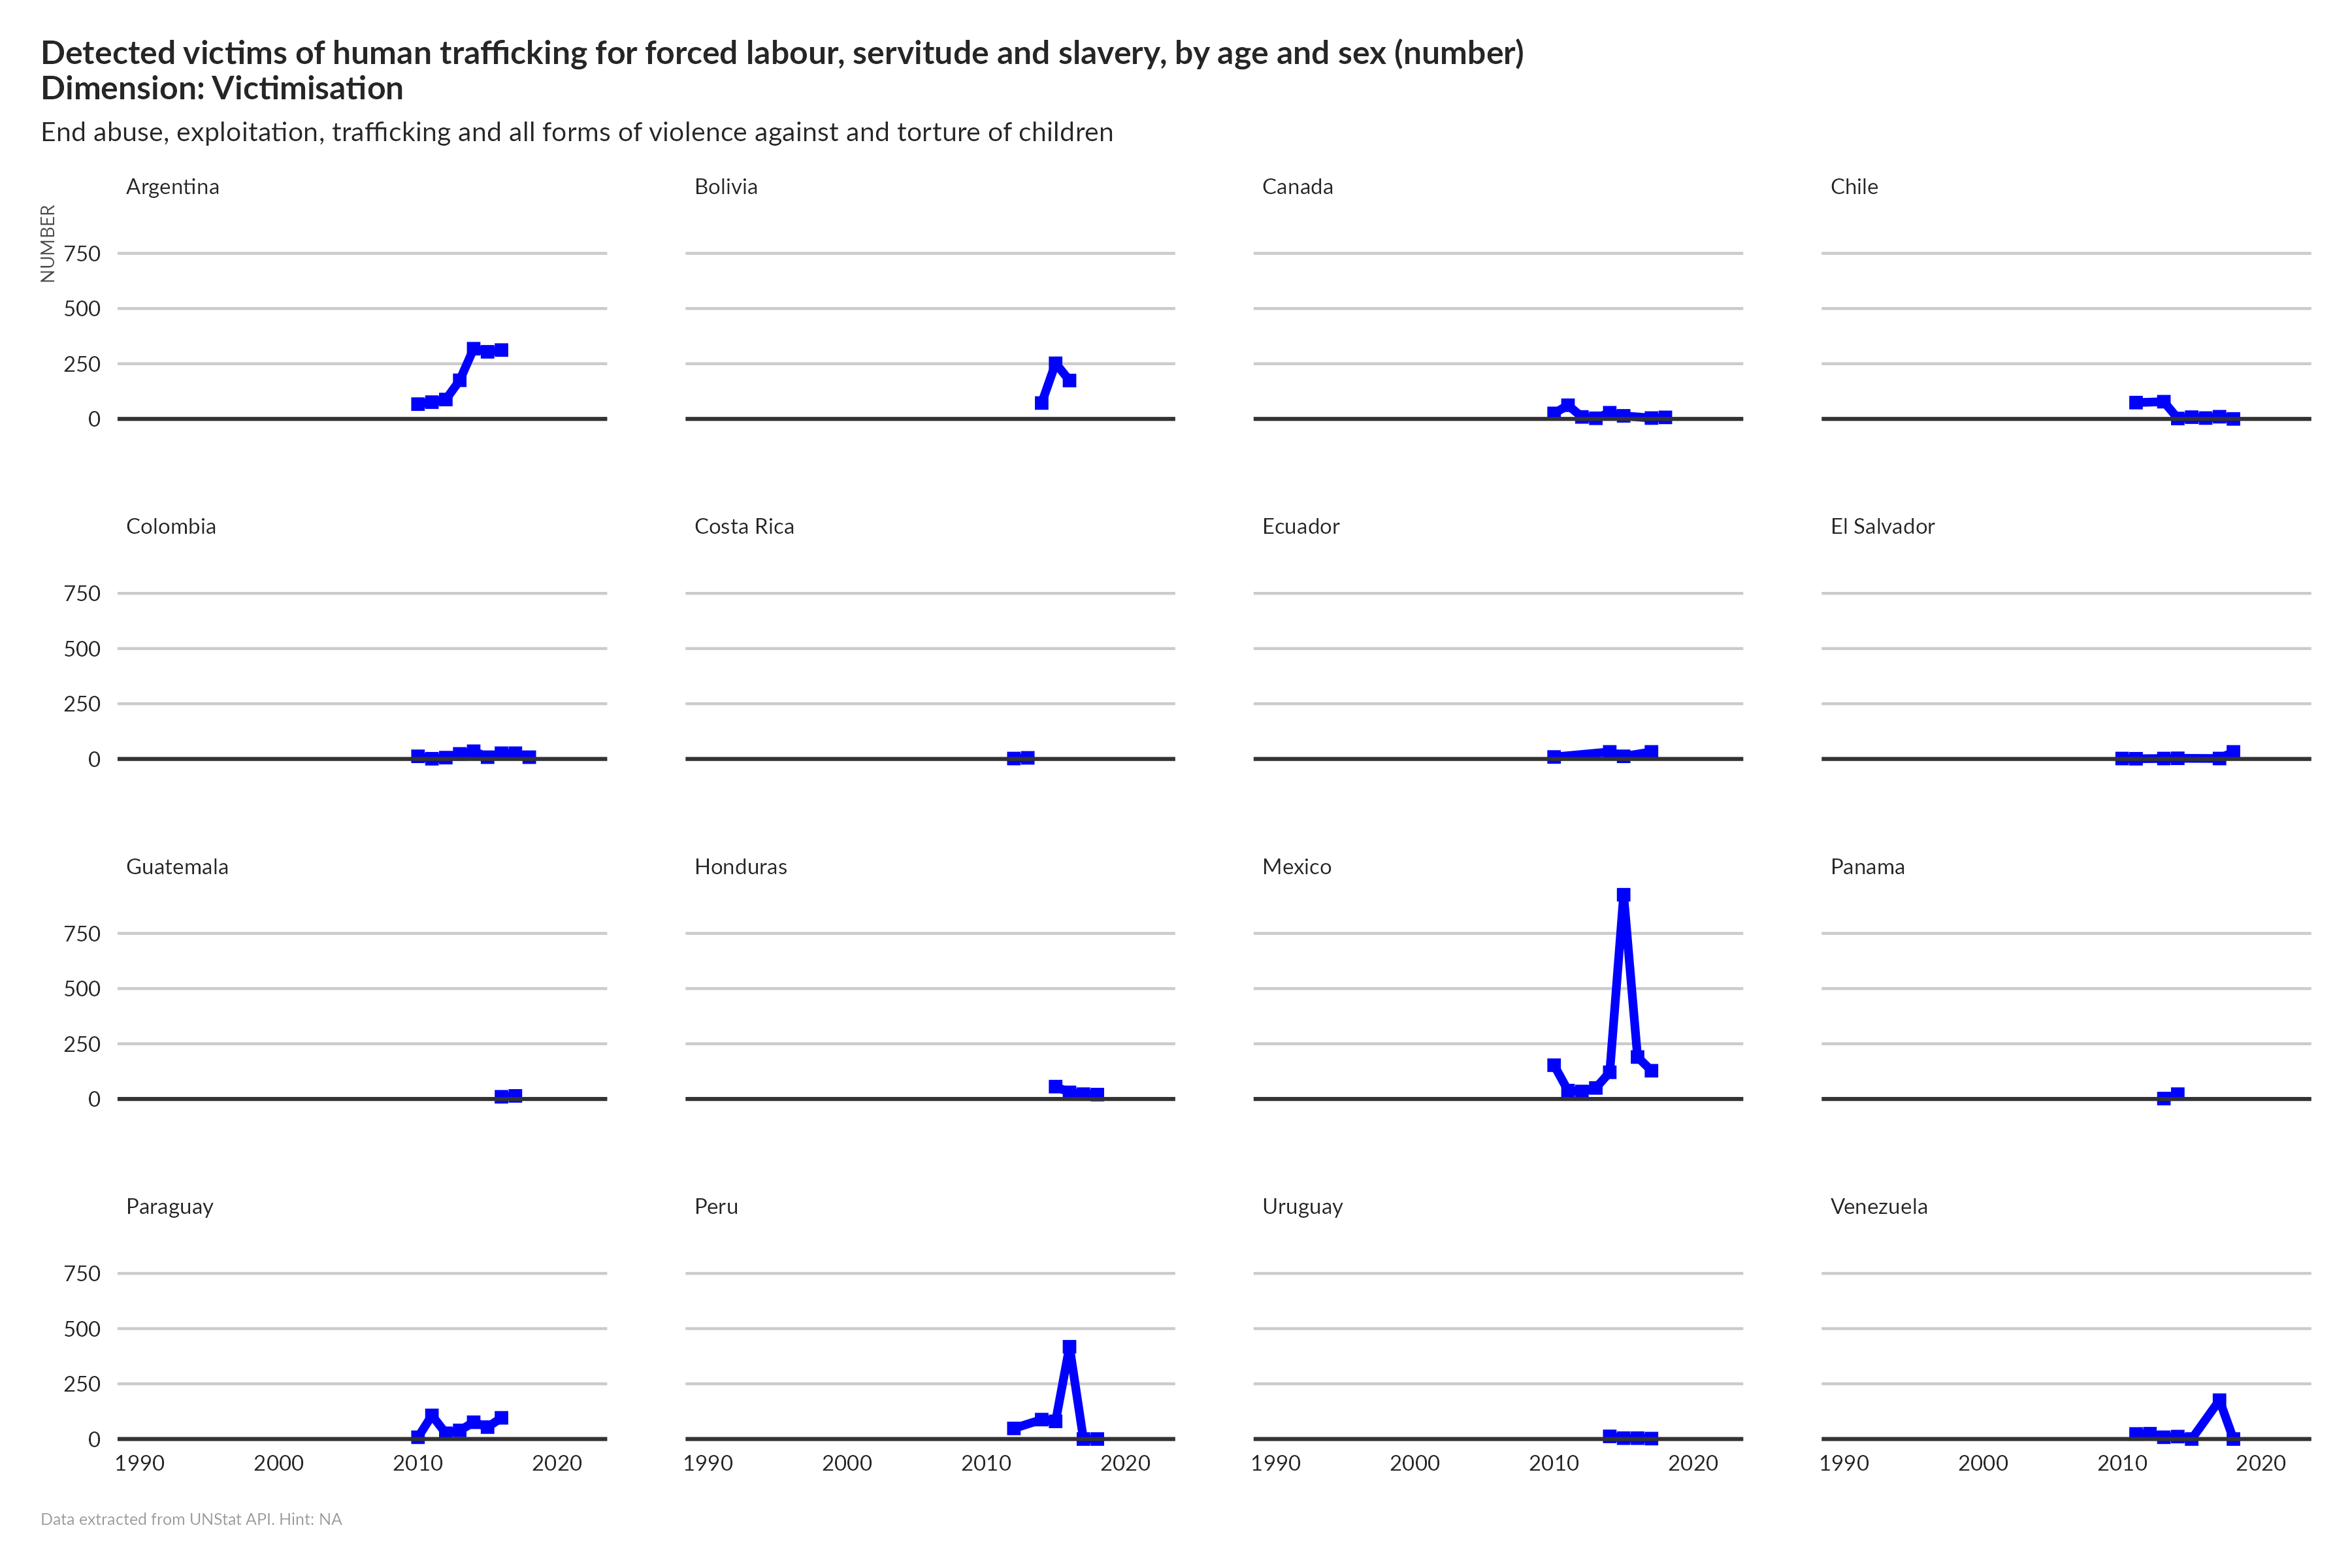 Detected victims of human trafficking for forced labour, servitude and slavery, by age and sex (number)
Dimension: Victimisation
End abuse, exploitation, trafficking and all forms of violence against and torture of children
Argentina
Bolivia
Canada
Chile
NUMBER
750
500
250
0
Colombia
Costa Rica
Ecuador
El Salvador
750
500
250
0
Guatemala
Honduras
Mexico
Panama
750
500
250
0
Paraguay
Peru
Uruguay
Venezuela
750
500
250
0
1990 2000 2010 2020
1990 2000 2010 2020
1990 2000 2010 2020
1990 2000 2010 2020
Data extracted from UNStat API. Hint: NA